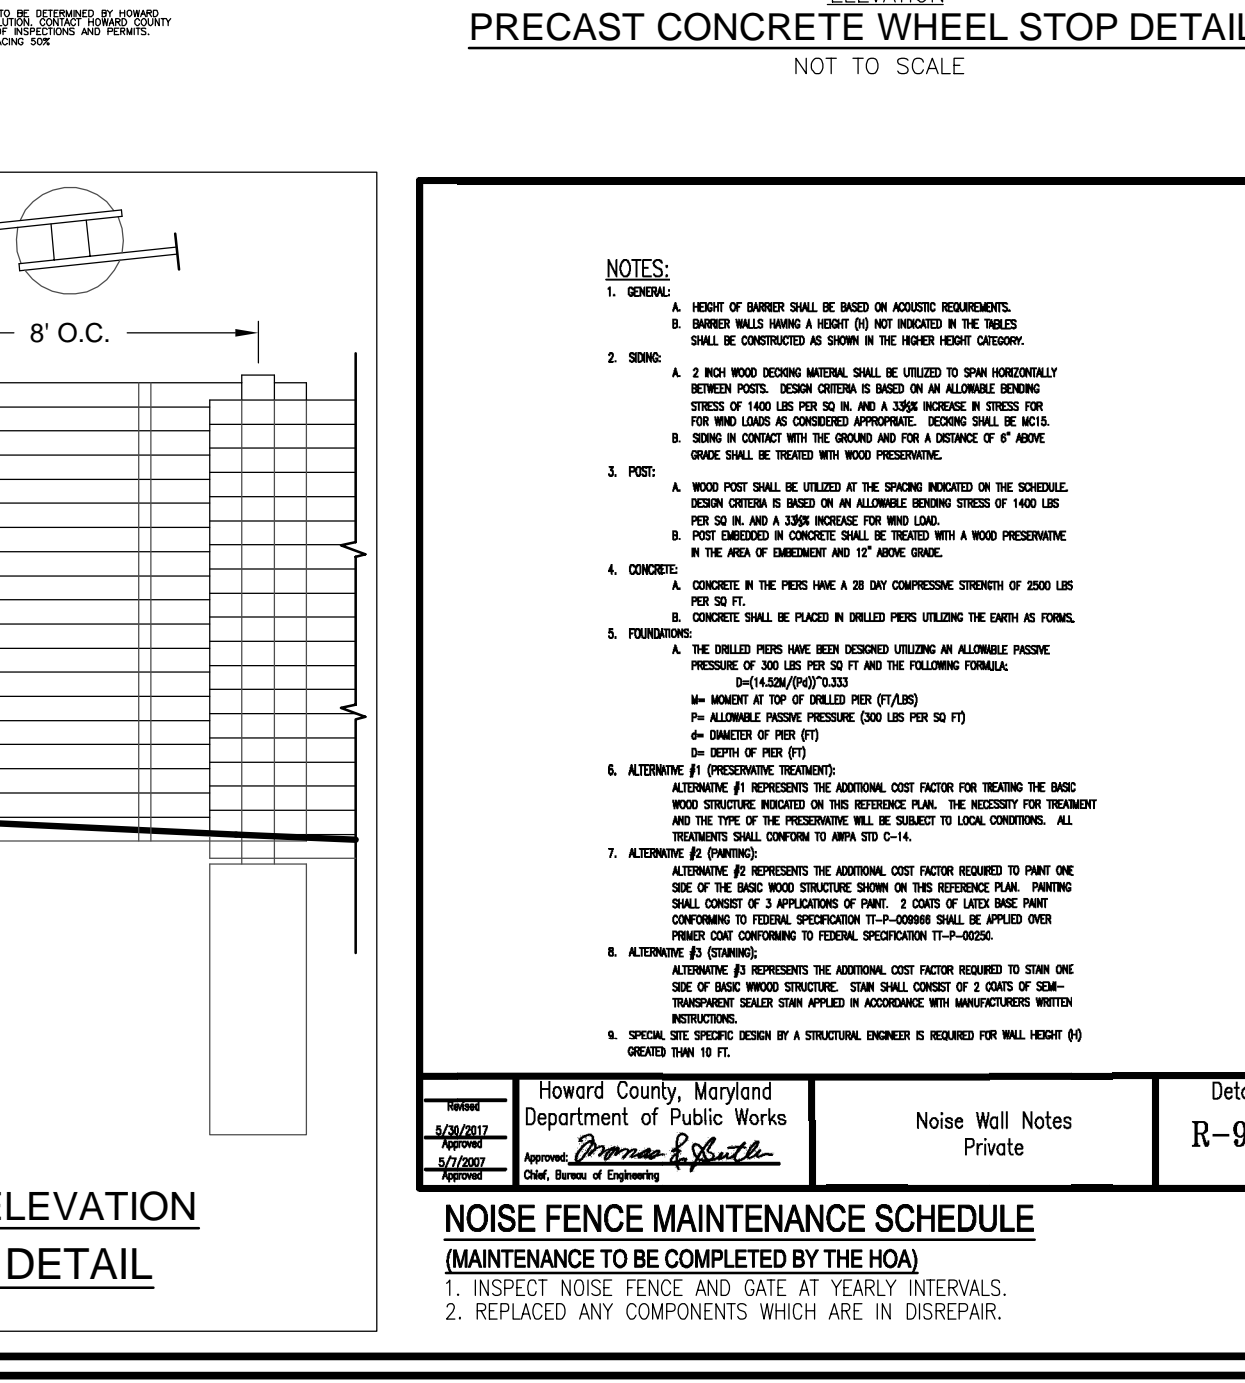 TO BE DETERMINED BY HOWARD
UTION. CONTACT HOWARD COUNTY
OF INSPECTIONS AND PERMITS.
ACING 50%
ELEVATION
PRECAST CONCRETE WHEEL STOP DETAIL
NOT TO SCALE
8' O.C.
ELEVATION
DETAIL
NOTES:
1. GENERAL:
A. HEIGHT OF BARRIER SHALL BE BASED ON ACOUSTIC REQUIREMENTS.
B. BARRIER WALLS HAVING A HEIGHT (H) NOT INDICATED IN THE TABLES
SHALL BE CONSTRUCTED AS SHOWN IN THE HIGHER HEIGHT CATEGORY.
2. SIDING:
A. 2 INCH WOOD DECKING MATERIAL SHALL BE UTILIZED TO SPAN HORIZONTALLY
BETWEEN POSTS. DESIGN CRITERIA IS BASED ON AN ALLOWABLE BENDING
STRESS OF 1400 LBS PER SQ IN. AND A 33⅓% INCREASE IN STRESS FOR
FOR WIND LOADS AS CONSIDERED APPROPRIATE. DECKING SHALL BE MC15.
B. SIDING IN CONTACT WITH THE GROUND AND FOR A DISTANCE OF 6" ABOVE
GRADE SHALL BE TREATED WITH WOOD PRESERVATIVE.
3. POST:
A. WOOD POST SHALL BE UTILIZED AT THE SPACING INDICATED ON THE SCHEDULE.
DESIGN CRITERIA IS BASED ON AN ALLOWABLE BENDING STRESS OF 1400 LBS
PER SQ IN. AND A 33⅓% INCREASE FOR WIND LOAD.
B. POST EMBEDDED IN CONCRETE SHALL BE TREATED WITH A WOOD PRESERVATIVE
IN THE AREA OF EMBEDMENT AND 12" ABOVE GRADE.
4. CONCRETE:
A. CONCRETE IN THE PIERS HAVE A 28 DAY COMPRESSIVE STRENGTH OF 2500 LBS
PER SQ FT.
B. CONCRETE SHALL BE PLACED IN DRILLED PIERS UTILIZING THE EARTH AS FORMS.
5. FOUNDATIONS:
A. THE DRILLED PIERS HAVE BEEN DESIGNED UTILIZING AN ALLOWABLE PASSIVE
PRESSURE OF 300 LBS PER SQ FT AND THE FOLLOWING FORMULA:
D=(14.52M/(Pd))^0.333
M= MOMENT AT TOP OF DRILLED PIER (FT/LBS)
P= ALLOWABLE PASSIVE PRESSURE (300 LBS PER SQ FT)
d= DIAMETER OF PIER (FT)
D= DEPTH OF PIER (FT)
6. ALTERNATIVE #1 (PRESERVATIVE TREATMENT):
ALTERNATIVE #1 REPRESENTS THE ADDITIONAL COST FACTOR FOR TREATING THE BASIC
WOOD STRUCTURE INDICATED ON THIS REFERENCE PLAN. THE NECESSITY FOR TREATMENT
AND THE TYPE OF THE PRESERVATIVE WILL BE SUBJECT TO LOCAL CONDITIONS. ALL
TREATMENTS SHALL CONFORM TO AWPA STD C-14.
7. ALTERNATIVE #2 (PAINTING):
ALTERNATIVE #2 REPRESENTS THE ADDITIONAL COST FACTOR REQUIRED TO PAINT ONE
SIDE OF THE BASIC WOOD STRUCTURE SHOWN ON THIS REFERENCE PLAN. PAINTING
SHALL CONSIST OF 3 APPLICATIONS OF PAINT. 2 COATS OF LATEX BASE PAINT
CONFORMING TO FEDERAL SPECIFICATION TT-P-009966 SHALL BE APPLIED OVER
PRIMER COAT CONFORMING TO FEDERAL SPECIFICATION TT-P-00250.
8. ALTERNATIVE #3 (STAINING);
ALTERNATIVE #3 REPRESENTS THE ADDITIONAL COST FACTOR REQUIRED TO STAIN ONE
SIDE OF BASIC WWOOD STRUCTURE. STAIN SHALL CONSIST OF 2 COATS OF SEMI-
TRANSPARENT SEALER STAIN APPLIED IN ACCORDANCE WITH MANUFACTURERS WRITTEN
INSTRUCTIONS.
9. SPECIAL SITE SPECIFIC DESIGN BY A STRUCTURAL ENGINEER IS REQUIRED FOR WALL HEIGHT (H)
GREATED THAN 10 FT.
Revised
5/30/2017
Approved
5/7/2007
Approved
Howard County, Maryland
Department of Public Works
Approved: Thomas E. Butler
Chief, Bureau of Engineering
Noise Wall Notes
Private
Deta
R-9
NOISE FENCE MAINTENANCE SCHEDULE
(MAINTENANCE TO BE COMPLETED BY THE HOA)
1. INSPECT NOISE FENCE AND GATE AT YEARLY INTERVALS.
2. REPLACED ANY COMPONENTS WHICH ARE IN DISREPAIR.